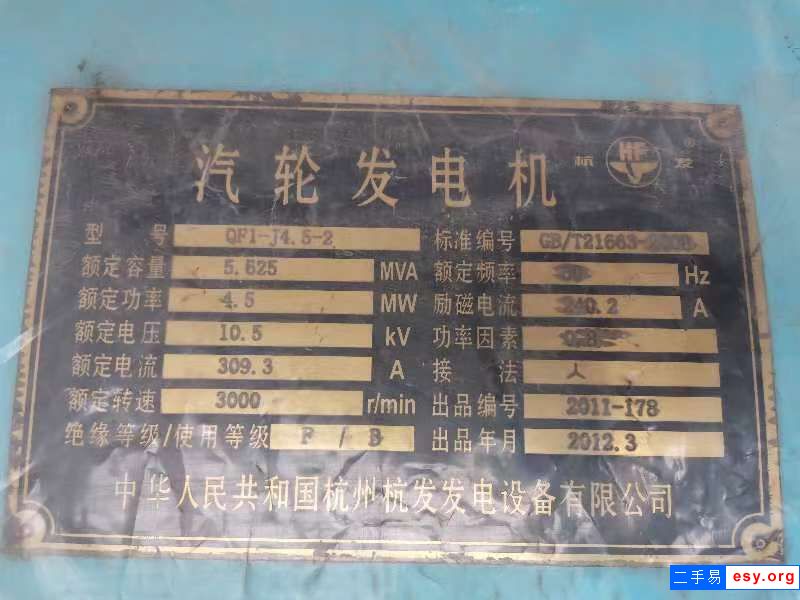 汽轮发电机 杭 HF 发 ®
型号 QF1-J4.5-2 标准编号 GB/T21663-2008
额定容量 5.625 MVA 额定频率 50 Hz
额定功率 4.5 MW 励磁电流 240.2 A
额定电压 10.5 kV 功率因素
额定电流 309.3 A 接法 人
额定转速 3000 r/min 出品编号 2011-178
绝缘等级/使用等级 F / B 出品年月 2012.3
中华人民共和国杭州杭发发电设备有限公司
二手易 esy.org